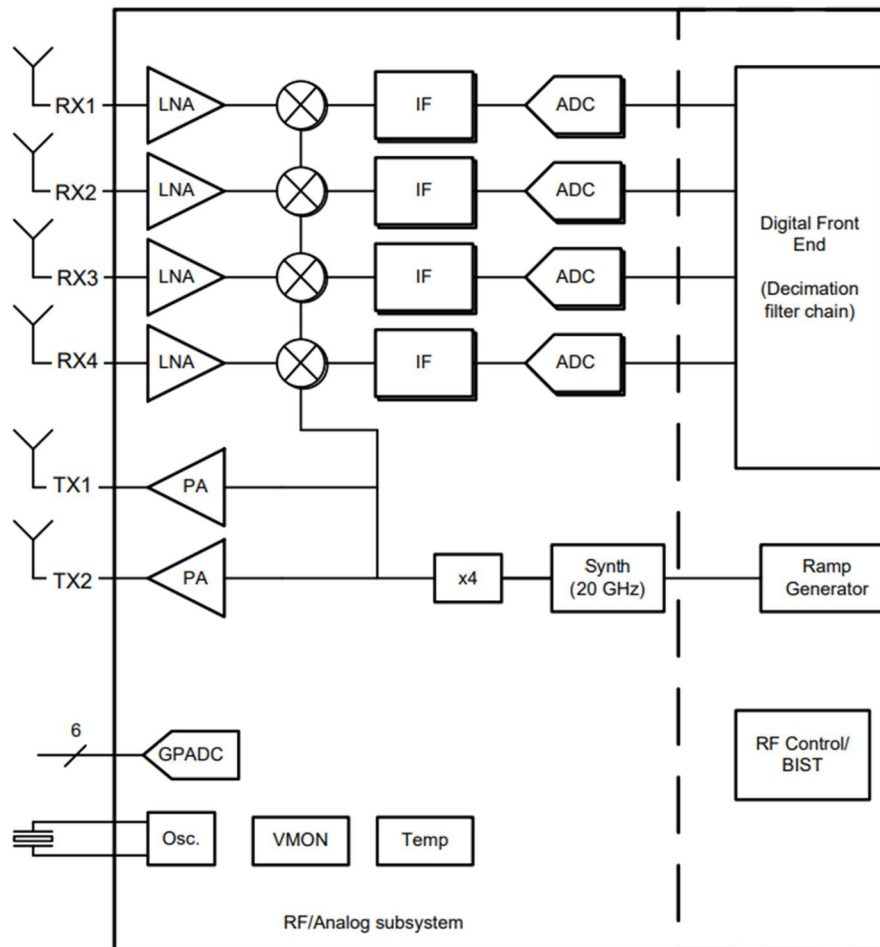 RX1
LNA
IF
ADC
RX2
LNA
IF
ADC
RX3
LNA
IF
ADC
RX4
LNA
IF
ADC
Digital Front
End
(Decimation
filter chain)
TX1
PA
TX2
PA
x4
Synth
(20 GHz)
Ramp
Generator
6
GPADC
RF Control/
BIST
Osc.
VMON
Temp
RF/Analog subsystem